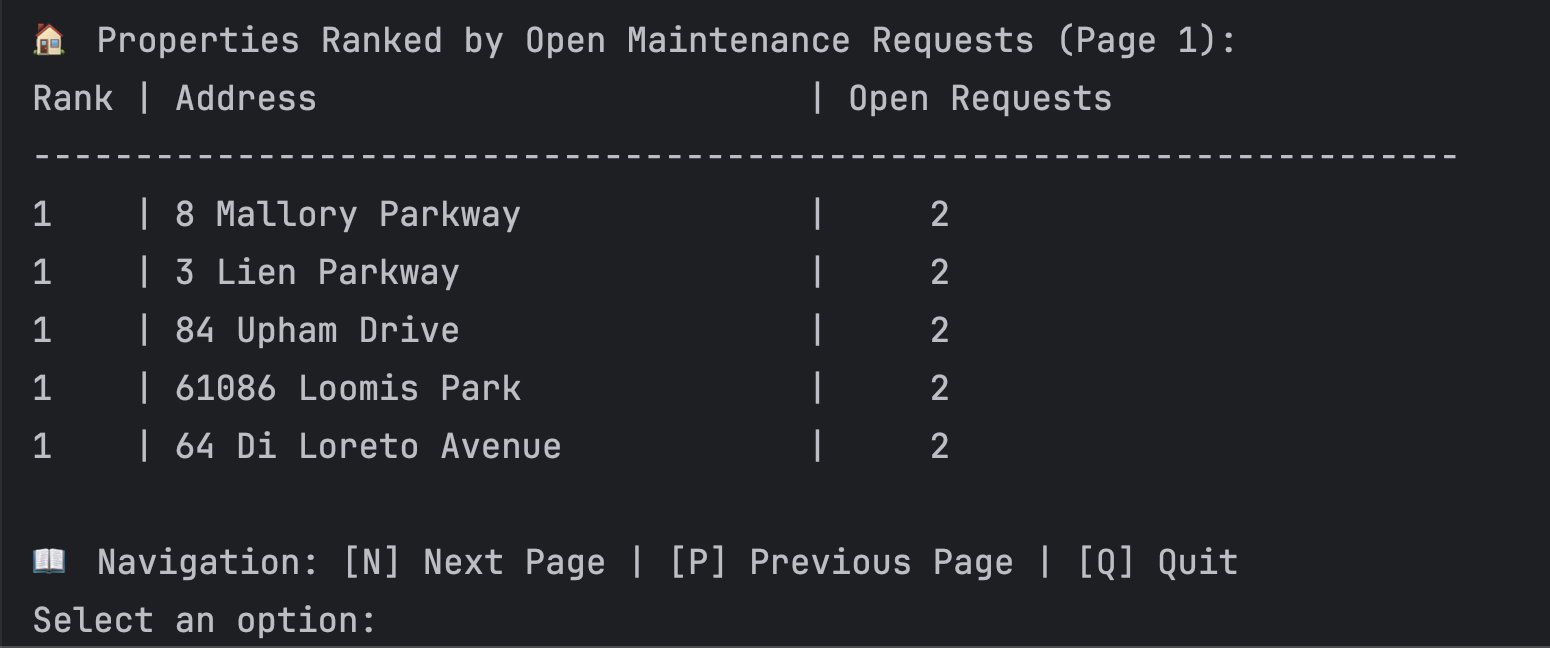 🏠 Properties Ranked by Open Maintenance Requests (Page 1):
Rank | Address                        | Open Requests
----------------------------------------------------------------------
1    | 8 Mallory Parkway              |    2
1    | 3 Lien Parkway                 |    2
1    | 84 Upham Drive                 |    2
1    | 61086 Loomis Park              |    2
1    | 64 Di Loreto Avenue            |    2
📖 Navigation: [N] Next Page | [P] Previous Page | [Q] Quit
Select an option: